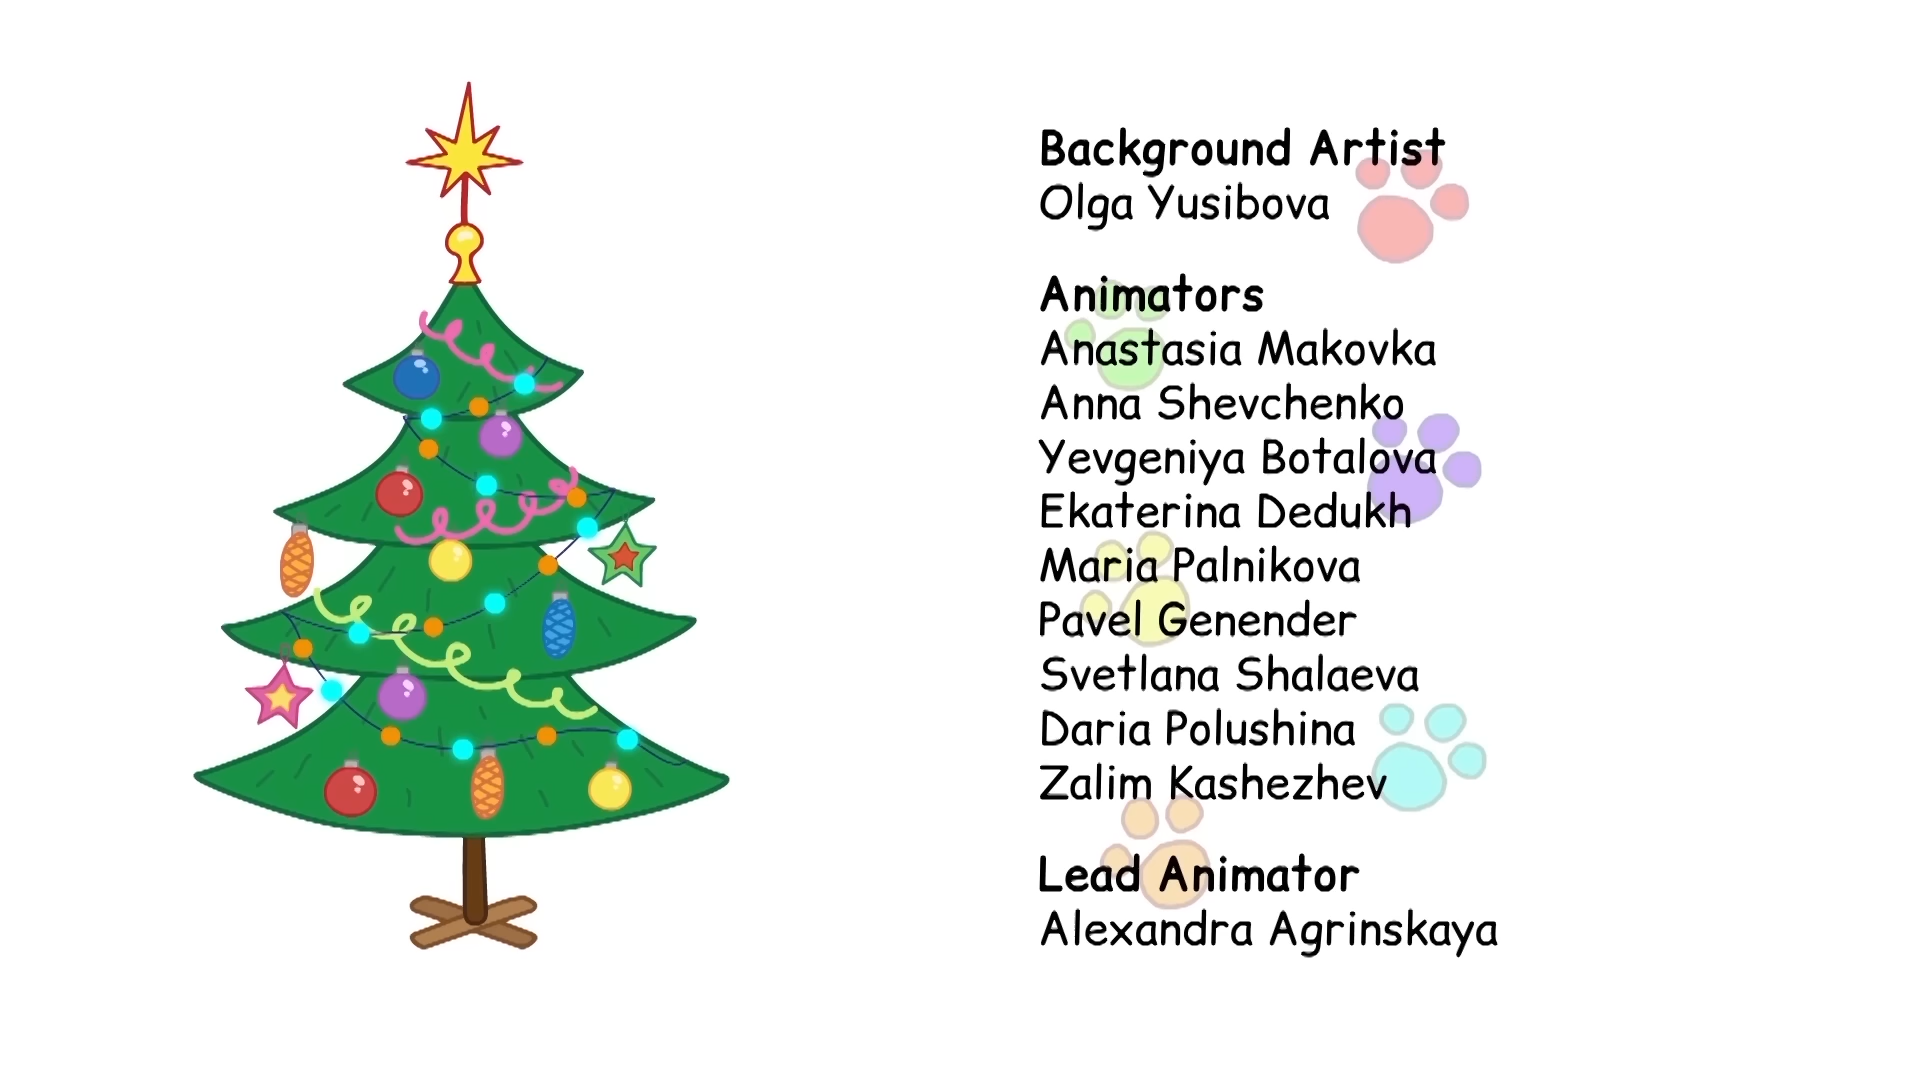 Background Artist
Olga Yusibova
Animators
Anastasia Makovka
Anna Shevchenko
Yevgeniya Botalova
Ekaterina Dedukh
Maria Palnikova
Pavel Genender
Svetlana Shalaeva
Daria Polushina
Zalim Kashezhev
Lead Animator
Alexandra Agrinskaya